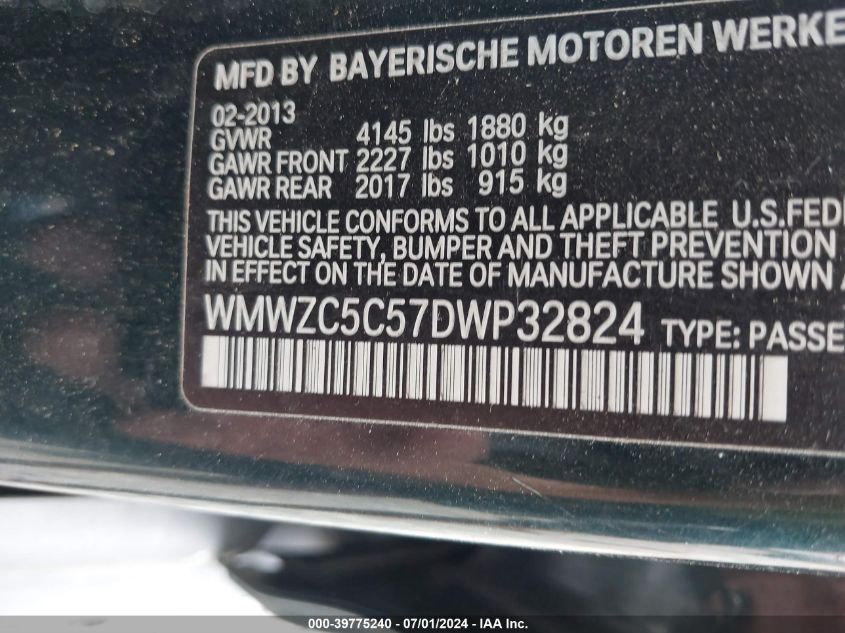 MFD BY BAYERISCHE MOTOREN WERKE
02-2013
GVWR 4145 lbs 1880 kg
GAWR FRONT 2227 lbs 1010 kg
GAWR REAR 2017 lbs 915 kg
THIS VEHICLE CONFORMS TO ALL APPLICABLE U.S.FEDE
VEHICLE SAFETY, BUMPER AND THEFT PREVENTION
IN EFFECT ON THE DATE OF MANUFACTURE SHOWN A
WMWZC5C57DWP32824 TYPE: PASSE
000-39775240 - 07/01/2024 - IAA Inc.